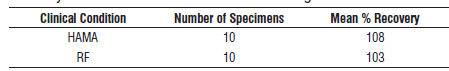 Clinical Condition Number of Specimens Mean % Recovery
HAMA 10 108
RF 10 103